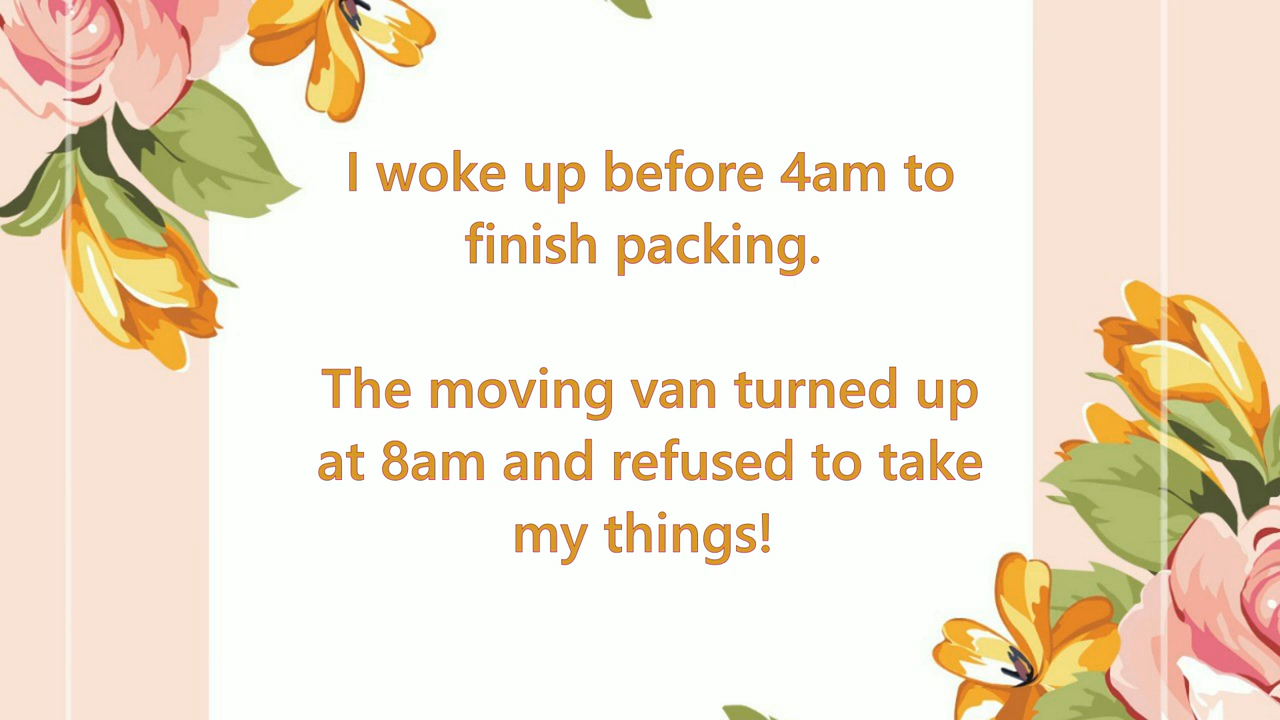 I woke up before 4am to
finish packing.
The moving van turned up
at 8am and refused to take
my things!